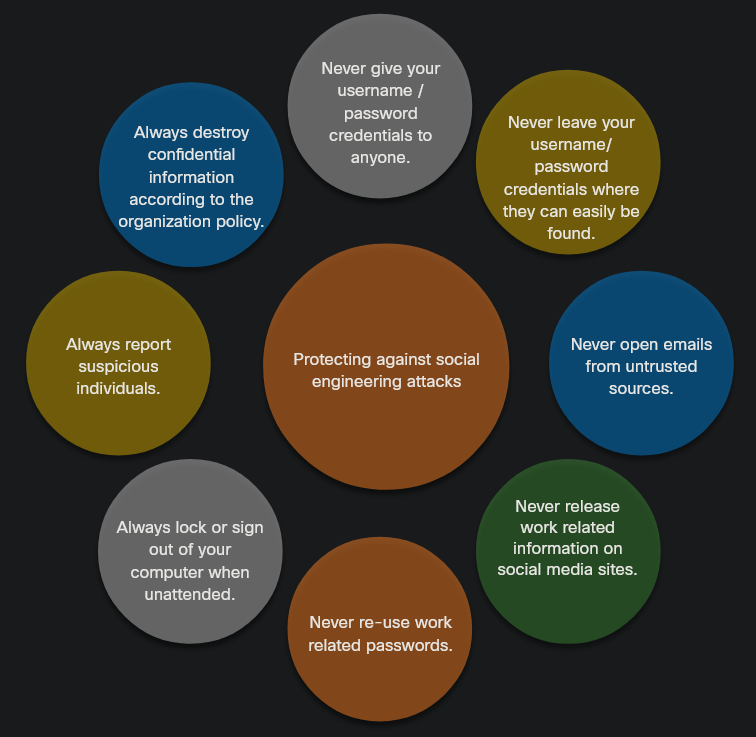 Never give your
username /
password
credentials to
anyone.
Never leave your
username/
password
credentials where
they can easily be
found.
Never open emails
from untrusted
sources.
Never release
work related
information on
social media sites.
Never re-use work
related passwords.
Always lock or sign
out of your
computer when
unattended.
Always report
suspicious
individuals.
Always destroy
confidential
information
according to the
organization policy.
Protecting against social
engineering attacks